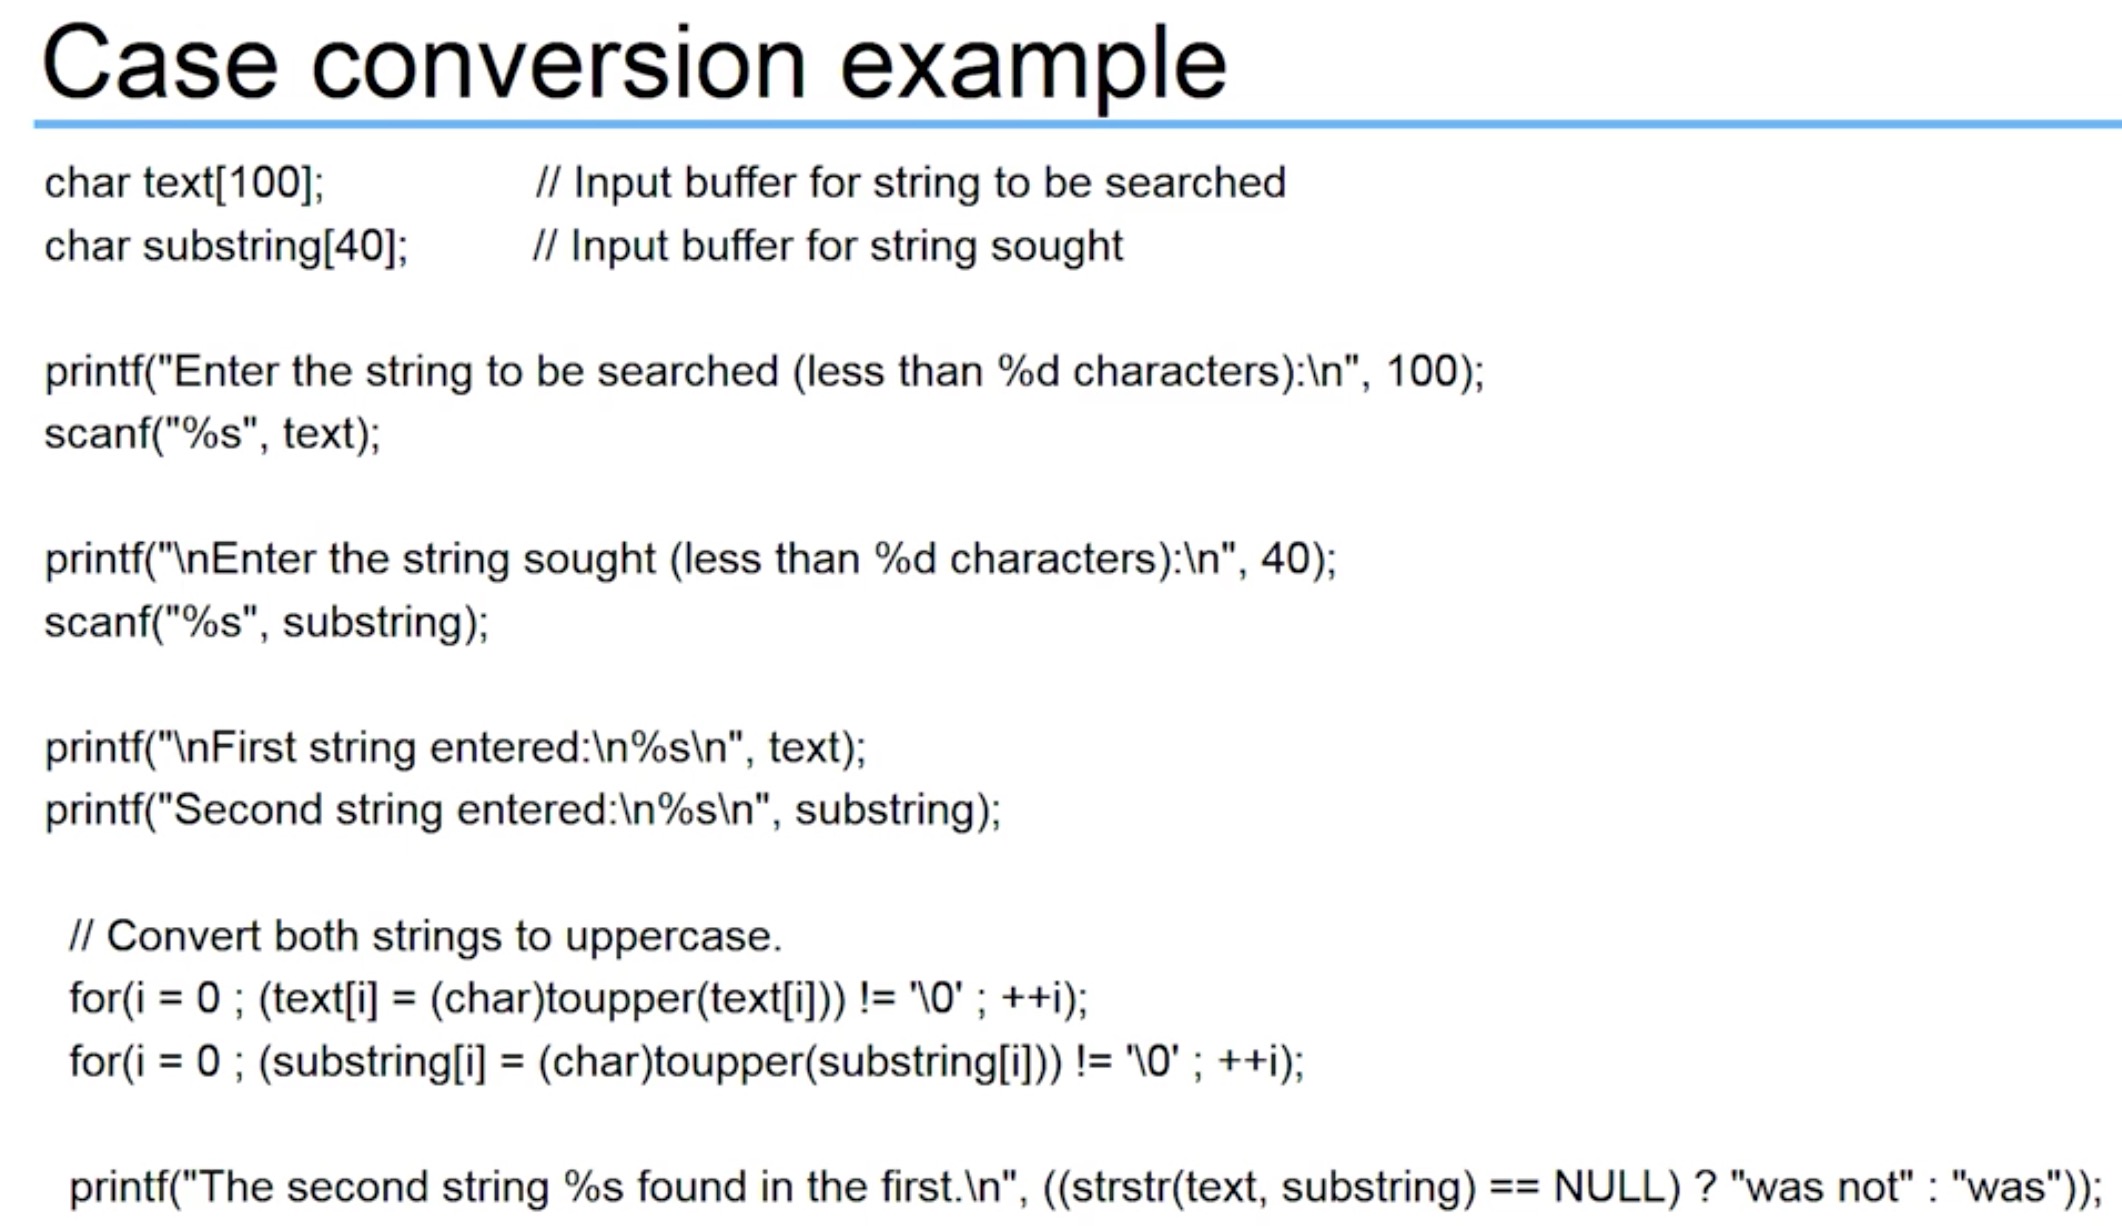 Case conversion example
char text[100]; // Input buffer for string to be searched
char substring[40]; // Input buffer for string sought
printf("Enter the string to be searched (less than %d characters):\n", 100);
scanf("%s", text);
printf("\nEnter the string sought (less than %d characters):\n", 40);
scanf("%s", substring);
printf("\nFirst string entered:\n%s\n", text);
printf("Second string entered:\n%s\n", substring);
// Convert both strings to uppercase.
for(i = 0 ; (text[i] = (char)toupper(text[i])) != '\0' ; ++i);
for(i = 0 ; (substring[i] = (char)toupper(substring[i])) != '\0' ; ++i);
printf("The second string %s found in the first.\n", ((strstr(text, substring) == NULL) ? "was not" : "was"));